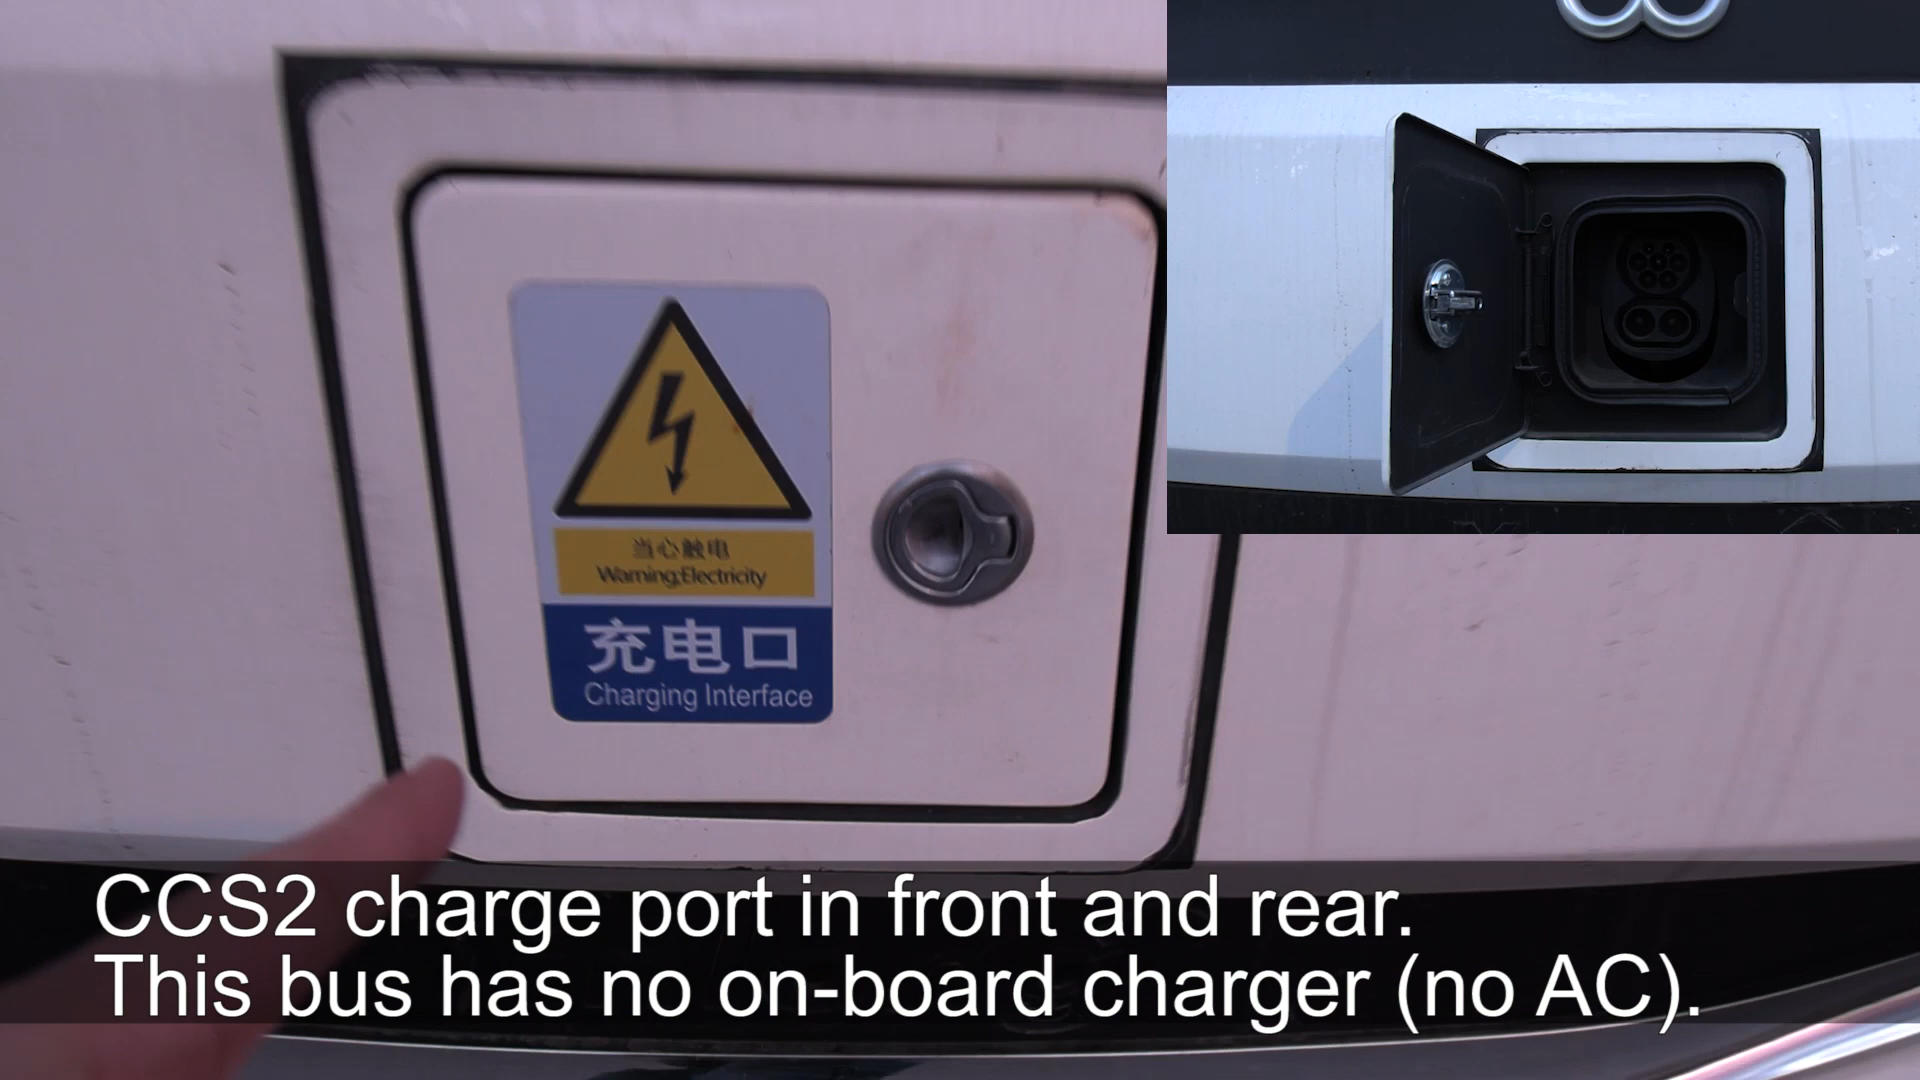 当心触电
Warning;Electricity
充电口
Charging Interface
CCS2 charge port in front and rear.
This bus has no on-board charger (no AC).